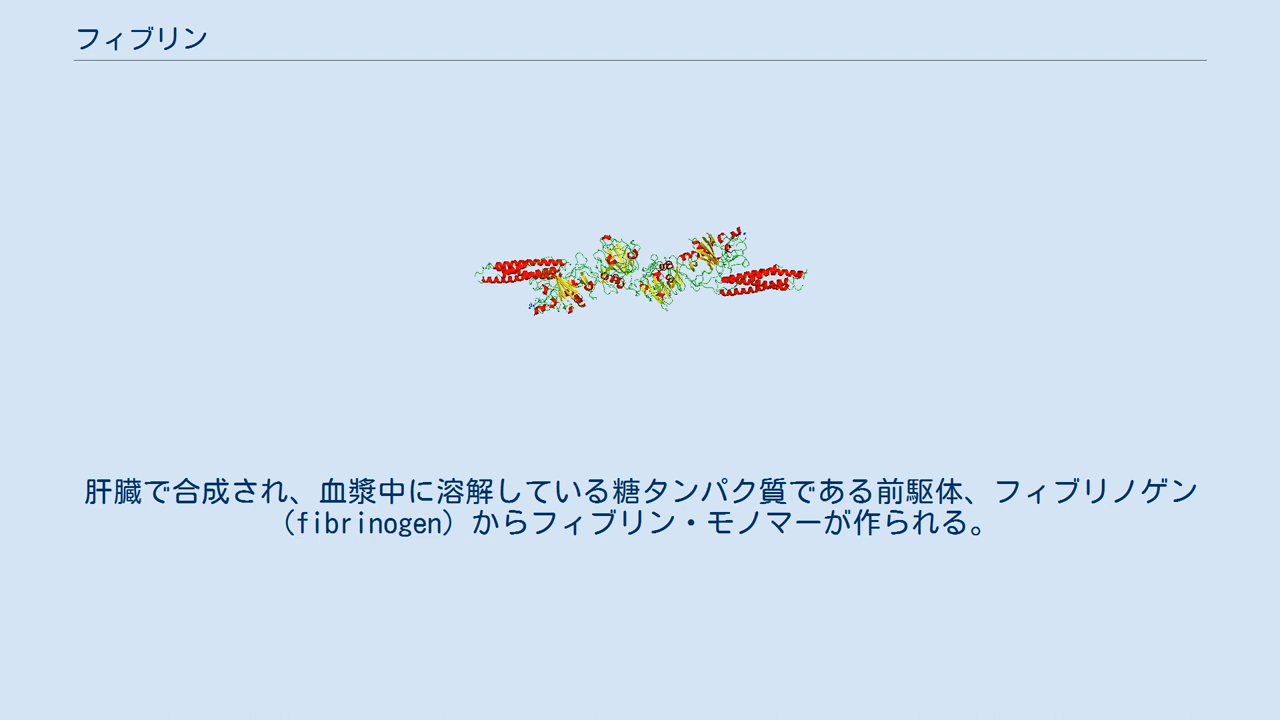 フィブリン
肝臓で合成され、血漿中に溶解している糖タンパク質である前駆体、フィブリノゲン
（fibrinogen）からフィブリン・モノマーが作られる。